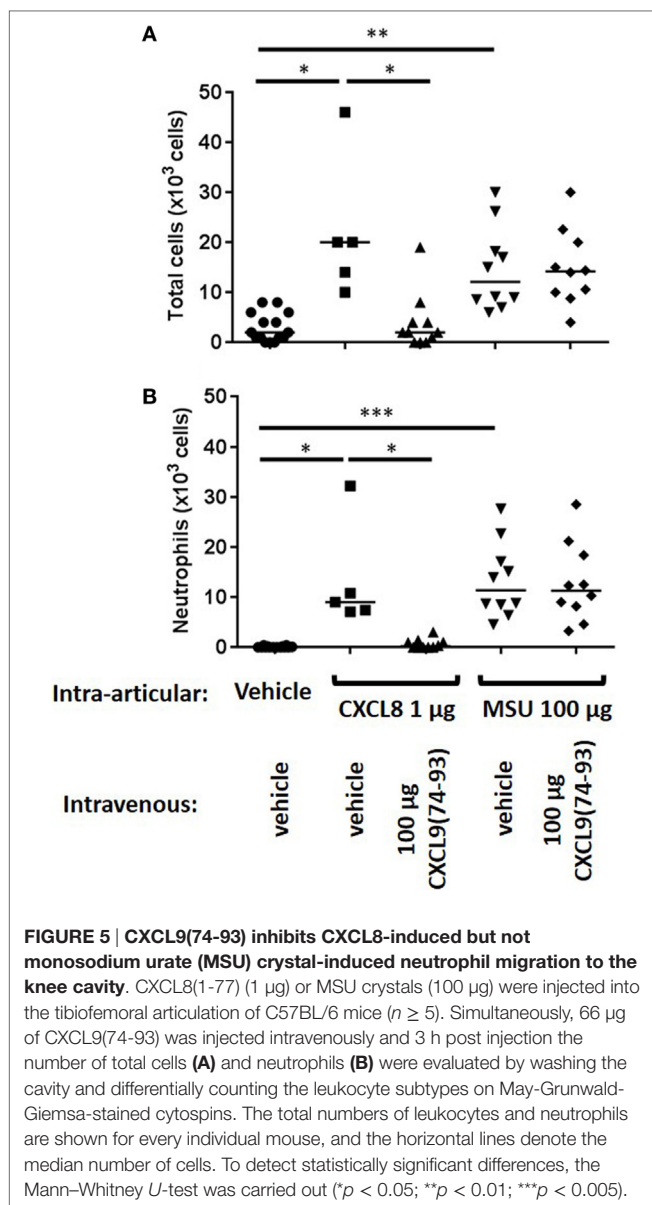 A
**
*
*
50
40
30
20
10
0
Total cells (x10³ cells)
B
***
*
*
50
40
30
20
10
0
Neutrophils (x10³ cells)
Intra-articular: Vehicle
CXCL8 1 µg
MSU 100 µg
Intravenous:
vehicle
vehicle
100 µg
CXCL9(74-93)
vehicle
100 µg
CXCL9(74-93)
FIGURE 5 | CXCL9(74-93) inhibits CXCL8-induced but not
monosodium urate (MSU) crystal-induced neutrophil migration to the
knee cavity. CXCL8(1-77) (1 µg) or MSU crystals (100 µg) were injected into
the tibiofemoral articulation of C57BL/6 mice (n ≥ 5). Simultaneously, 66 µg
of CXCL9(74-93) was injected intravenously and 3 h post injection the
number of total cells (A) and neutrophils (B) were evaluated by washing the
cavity and differentially counting the leukocyte subtypes on May-Grunwald-
Giemsa-stained cytospins. The total numbers of leukocytes and neutrophils
are shown for every individual mouse, and the horizontal lines denote the
median number of cells. To detect statistically significant differences, the
Mann–Whitney U-test was carried out (*p < 0.05; **p < 0.01; ***p < 0.005).